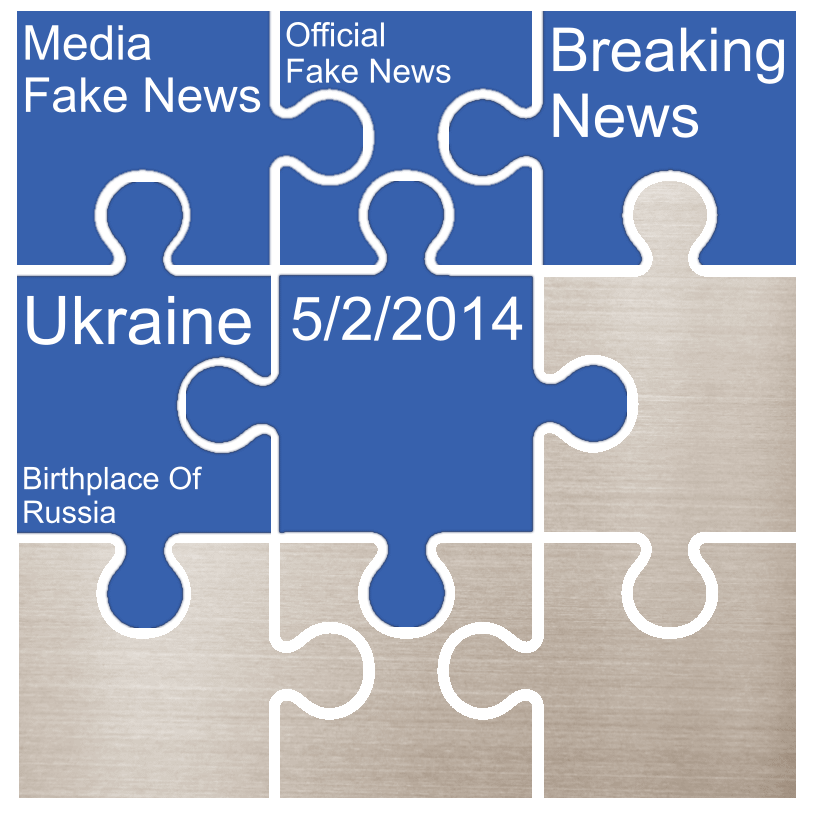 Media
Fake News
Official
Fake News
Breaking
News
Ukraine
Birthplace Of
Russia
5/2/2014